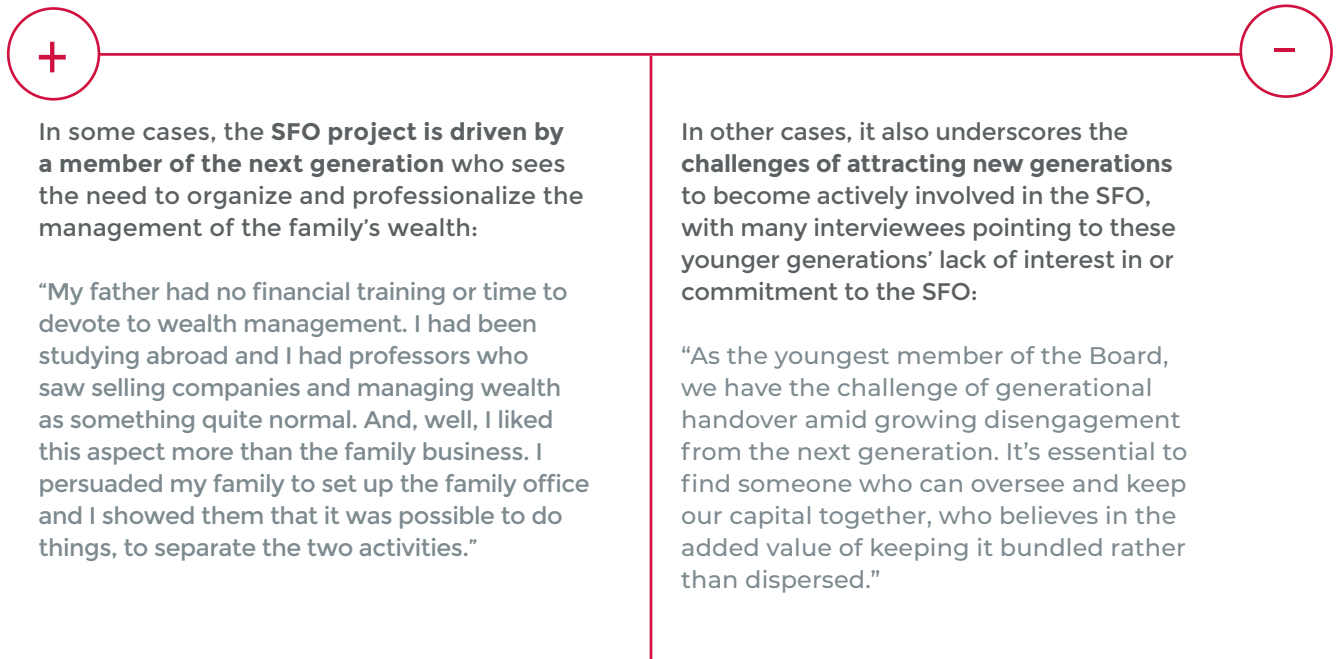 +
In some cases, the SFO project is driven by
a member of the next generation who sees
the need to organize and professionalize the
management of the family’s wealth:
“My father had no financial training or time to
devote to wealth management. I had been
studying abroad and I had professors who
saw selling companies and managing wealth
as something quite normal. And, well, I liked
this aspect more than the family business. I
persuaded my family to set up the family office
and I showed them that it was possible to do
things, to separate the two activities.”
-
In other cases, it also underscores the
challenges of attracting new generations
to become actively involved in the SFO,
with many interviewees pointing to these
younger generations’ lack of interest in or
commitment to the SFO:
“As the youngest member of the Board,
we have the challenge of generational
handover amid growing disengagement
from the next generation. It’s essential to
find someone who can oversee and keep
our capital together, who believes in the
added value of keeping it bundled rather
than dispersed.”